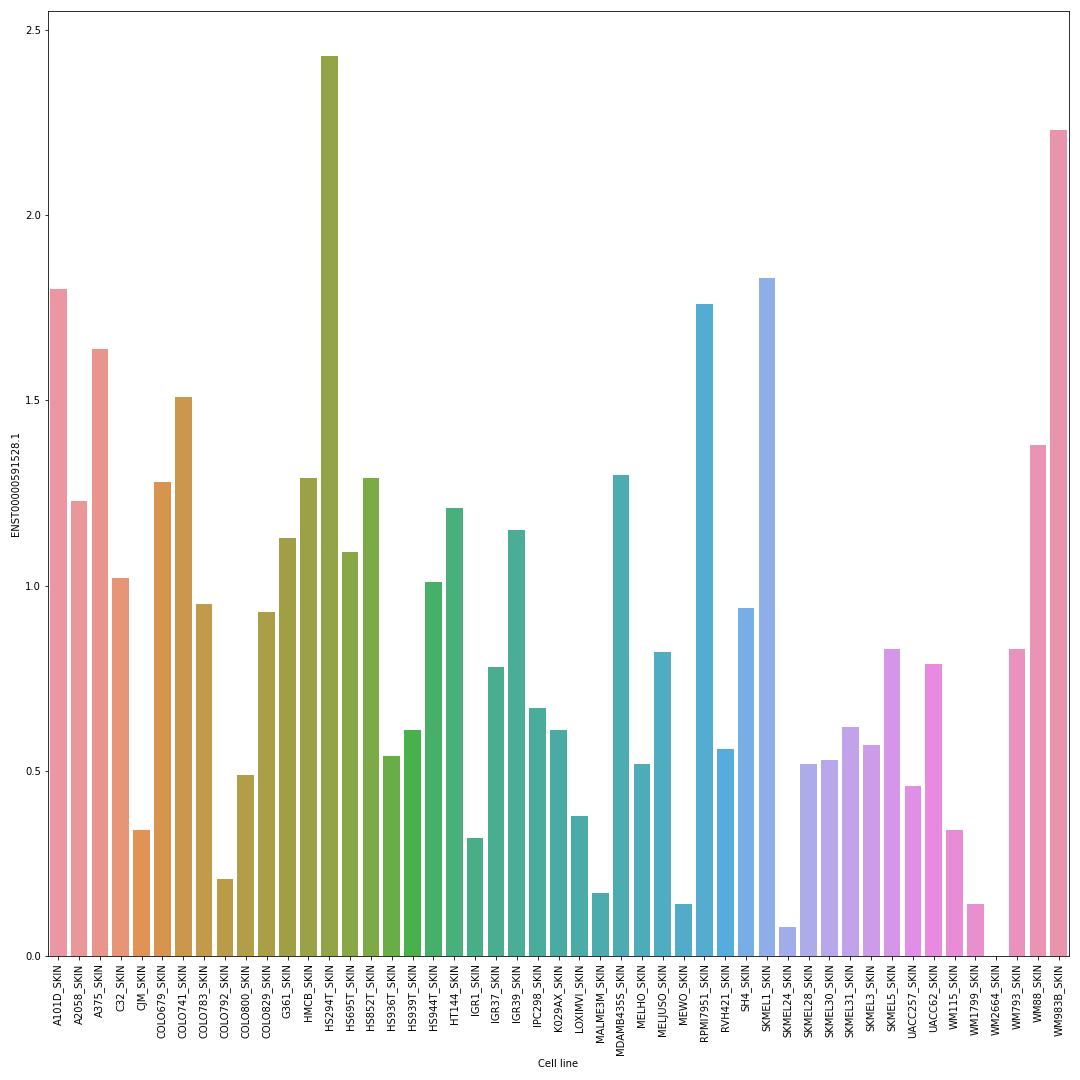 2.5
2.0
1.5
1.0
0.5
0.0
ENST00000591528.1
A101D_SKIN
A2058_SKIN
A375_SKIN
C32_SKIN
CJM_SKIN
COLO679_SKIN
COLO741_SKIN
COLO783_SKIN
COLO792_SKIN
COLO800_SKIN
COLO829_SKIN
G361_SKIN
HMCB_SKIN
HS294T_SKIN
HS695T_SKIN
HS852T_SKIN
HS936T_SKIN
HS939T_SKIN
HS944T_SKIN
HT144_SKIN
IGR1_SKIN
IGR37_SKIN
IGR39_SKIN
IPC298_SKIN
K029AX_SKIN
LOXIMVI_SKIN
MALME3M_SKIN
MDAMB435S_SKIN
MELHO_SKIN
MELJUSO_SKIN
MEWO_SKIN
RPMI7951_SKIN
RVH421_SKIN
SH4_SKIN
SKMEL1_SKIN
SKMEL24_SKIN
SKMEL28_SKIN
SKMEL30_SKIN
SKMEL31_SKIN
SKMEL3_SKIN
SKMEL5_SKIN
UACC257_SKIN
UACC62_SKIN
WM115_SKIN
WM1799_SKIN
WM2664_SKIN
WM793_SKIN
WM88_SKIN
WM983B_SKIN
Cell line